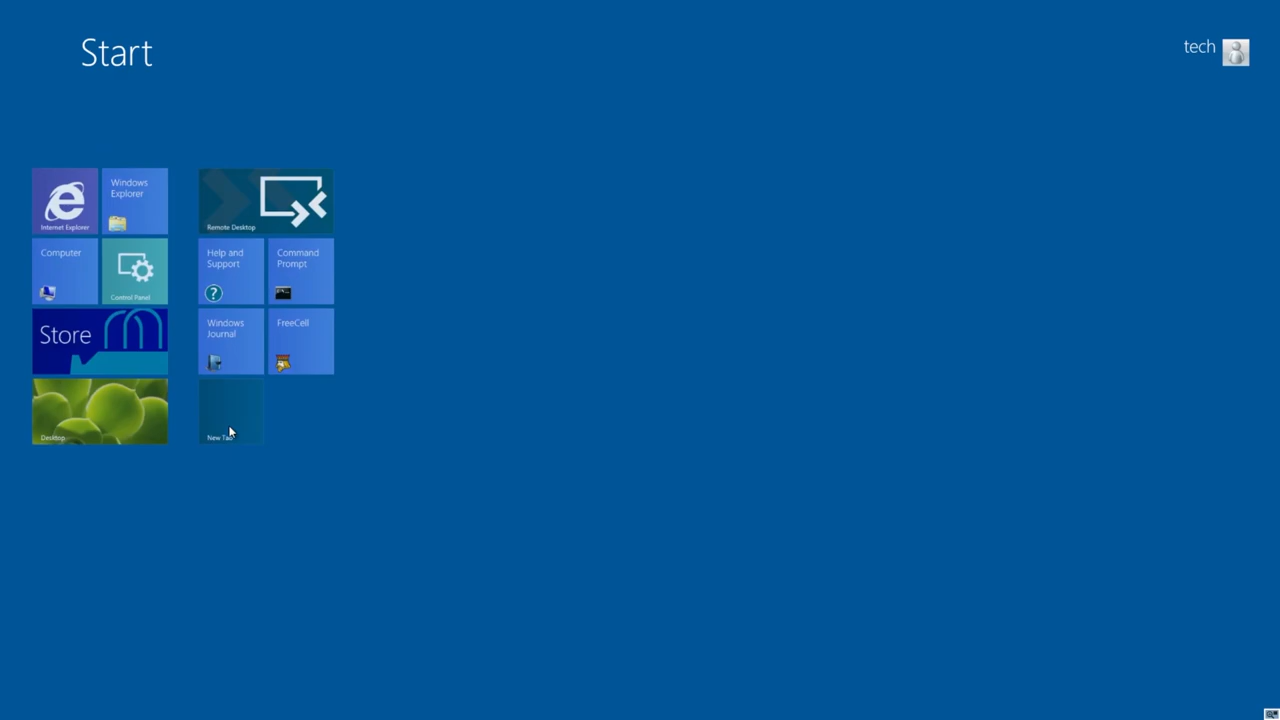 Start
tech
Internet Explorer
Windows
Explorer
Remote Desktop
Computer
Control Panel
Help and
Support
Command
Prompt
Store
Windows
Journal
FreeCell
Desktop
New Tab